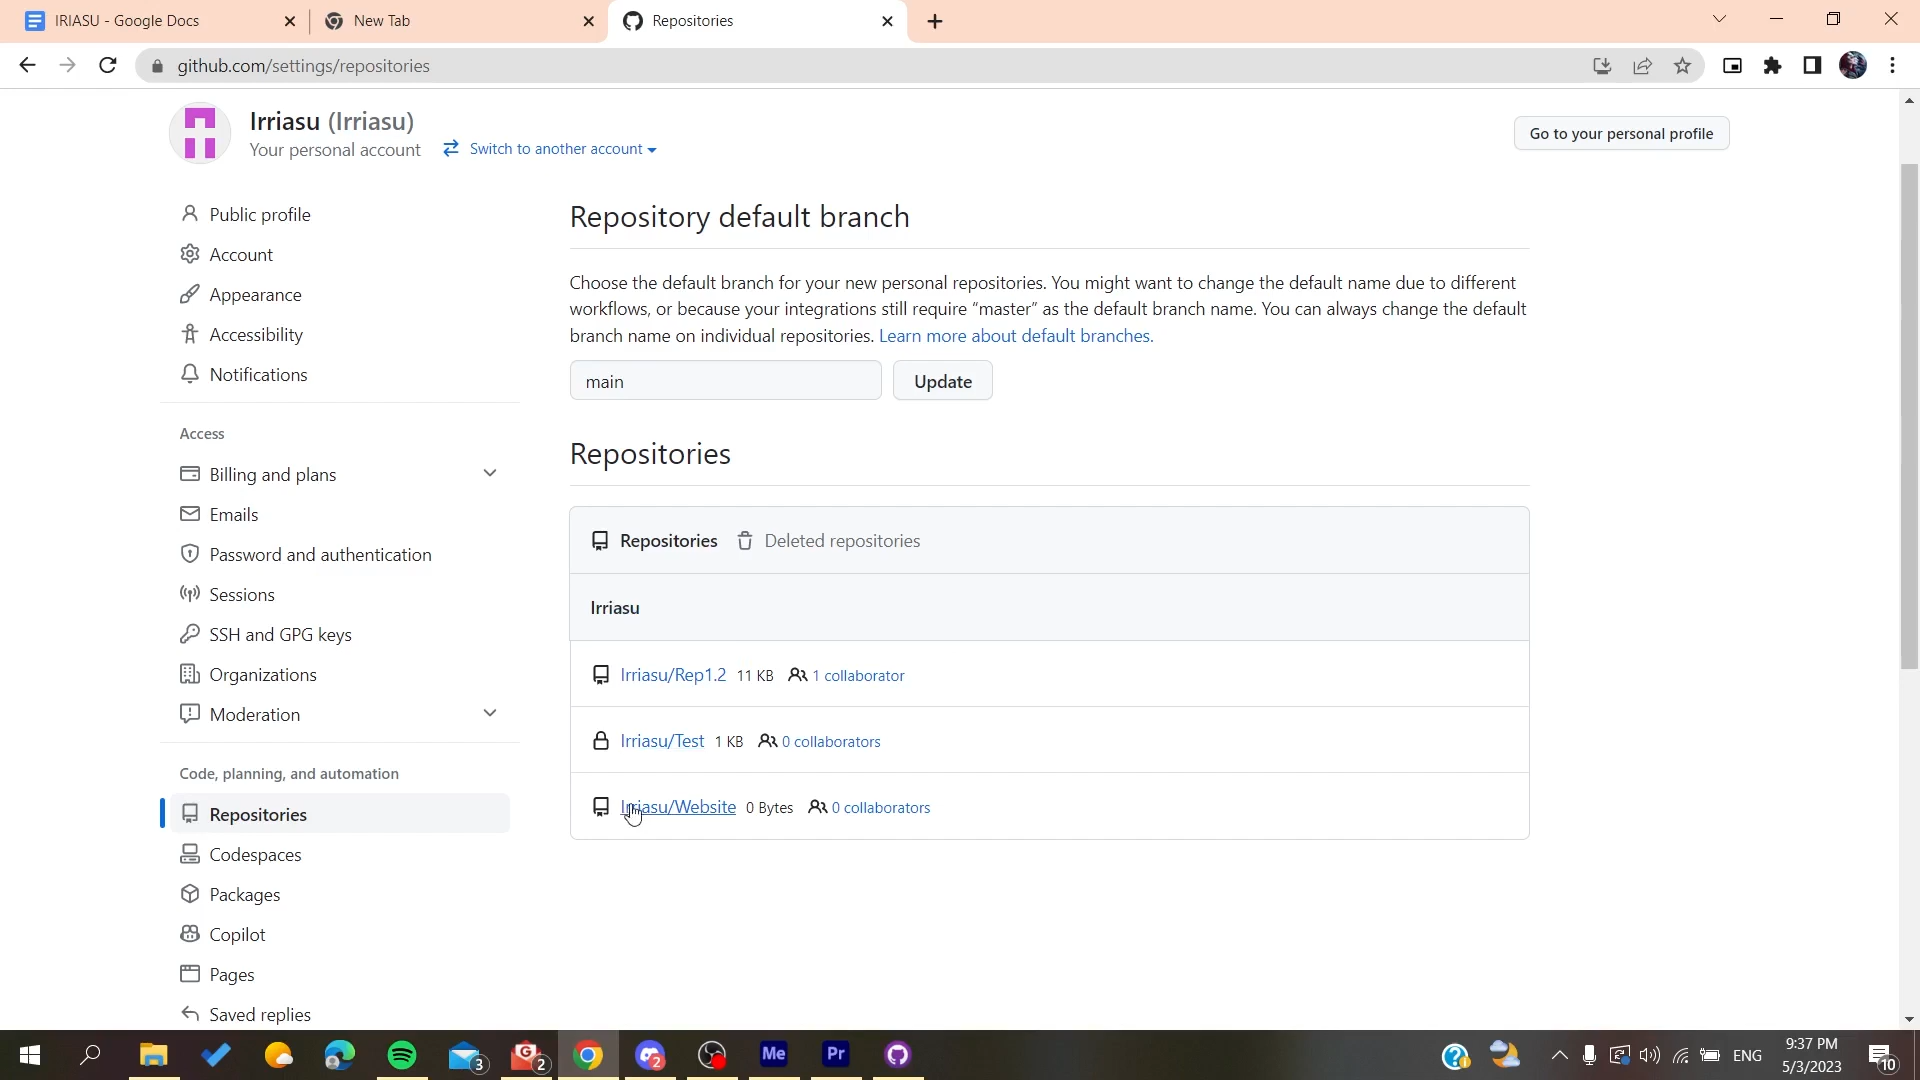 IRIASU - Google Docs
New Tab
Repositories
github.com/settings/repositories
Irriasu (Irriasu)
Your personal account
Switch to another account
Go to your personal profile
Public profile
Account
Appearance
Accessibility
Notifications
Access
Billing and plans
Emails
Password and authentication
Sessions
SSH and GPG keys
Organizations
Moderation
Code, planning, and automation
Repositories
Codespaces
Packages
Copilot
Pages
Saved replies
Repository default branch
Choose the default branch for your new personal repositories. You might want to change the default name due to different
workflows, or because your integrations still require “master” as the default branch name. You can always change the default
branch name on individual repositories. Learn more about default branches.
main
Update
Repositories
Repositories
Deleted repositories
Irriasu
Irriasu/Rep1.2 11 KB 1 collaborator
Irriasu/Test 1 KB 0 collaborators
Irriasu/Website 0 Bytes 0 collaborators
3
2
2
Me
Pr
ENG
9:37 PM
5/3/2023
10